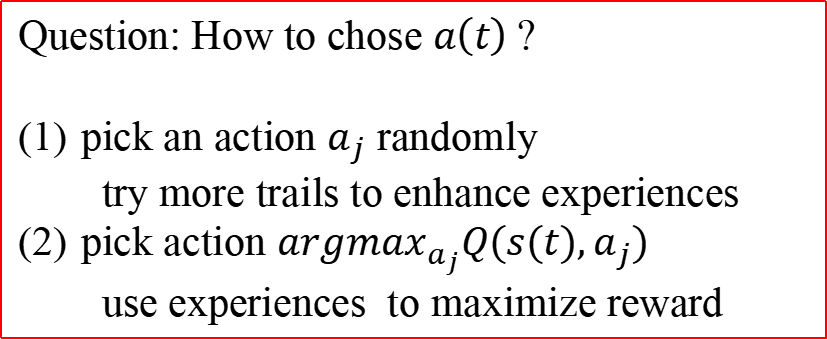 Question: How to chose a(t) ?
(1) pick an action a_j randomly
try more trails to enhance experiences
(2) pick action argmax_{a_j}Q(s(t), a_j)
use experiences to maximize reward